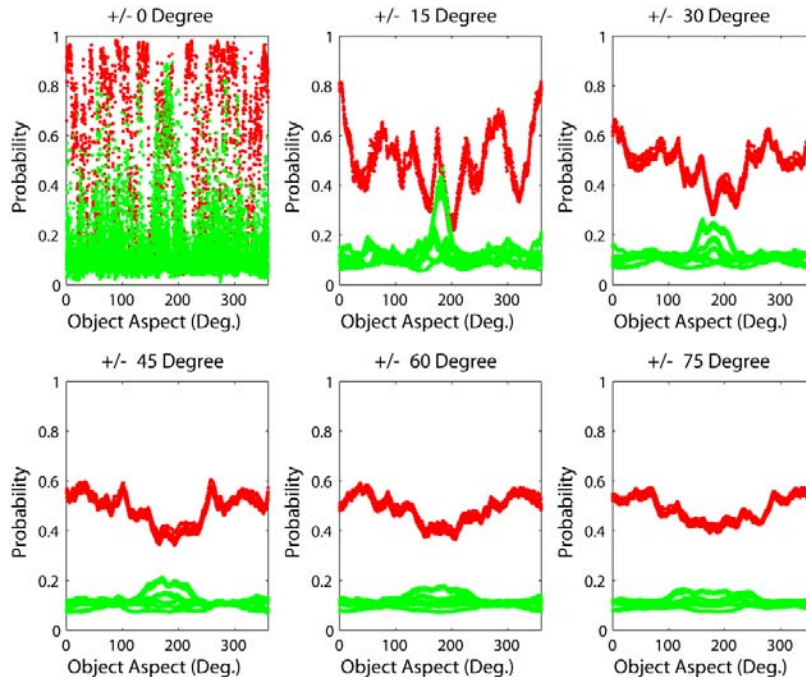 +/- 0 Degree
1
0.8
0.6
0.4
0.2
0
Probability
0 100 200 300
Object Aspect (Deg.)
+/- 15 Degree
1
0.8
0.6
0.4
0.2
0
Probability
0 100 200 300
Object Aspect (Deg.)
+/- 30 Degree
1
0.8
0.6
0.4
0.2
0
Probability
0 100 200 300
Object Aspect (Deg.)
+/- 45 Degree
1
0.8
0.6
0.4
0.2
0
Probability
0 100 200 300
Object Aspect (Deg.)
+/- 60 Degree
1
0.8
0.6
0.4
0.2
0
Probability
0 100 200 300
Object Aspect (Deg.)
+/- 75 Degree
1
0.8
0.6
0.4
0.2
0
Probability
0 100 200 300
Object Aspect (Deg.)